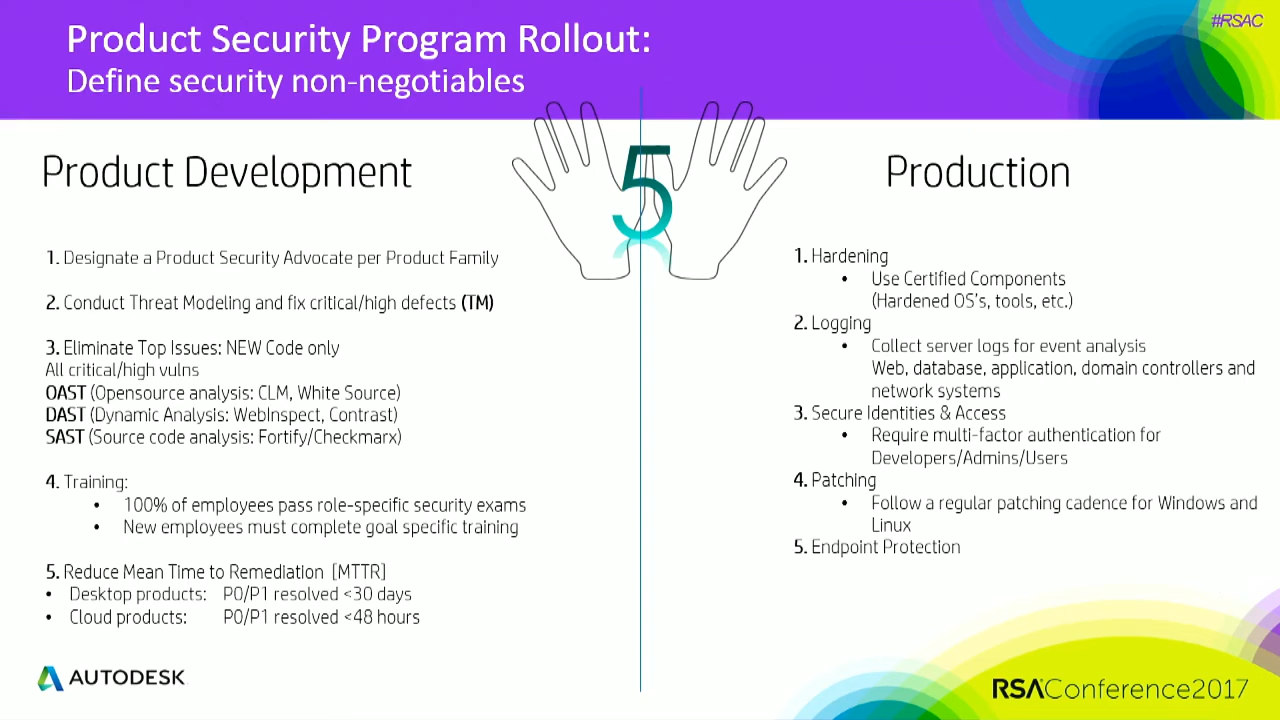 #RSAC
Product Security Program Rollout:
Define security non-negotiables
5
Product Development
1. Designate a Product Security Advocate per Product Family
2. Conduct Threat Modeling and fix critical/high defects (TM)
3. Eliminate Top Issues: NEW Code only
All critical/high vulns
OAST (Opensource analysis: CLM, White Source)
DAST (Dynamic Analysis: WebInspect, Contrast)
SAST (Source code analysis: Fortify/Checkmarx)
4. Training:
• 100% of employees pass role-specific security exams
• New employees must complete goal specific training
5. Reduce Mean Time to Remediation [MTTR]
• Desktop products: P0/P1 resolved <30 days
• Cloud products: P0/P1 resolved <48 hours
Production
1. Hardening
• Use Certified Components
(Hardened OS's, tools, etc.)
2. Logging
• Collect server logs for event analysis
Web, database, application, domain controllers and
network systems
3. Secure Identities & Access
• Require multi-factor authentication for
Developers/Admins/Users
4. Patching
• Follow a regular patching cadence for Windows and
Linux
5. Endpoint Protection
AUTODESK
RSAConference2017